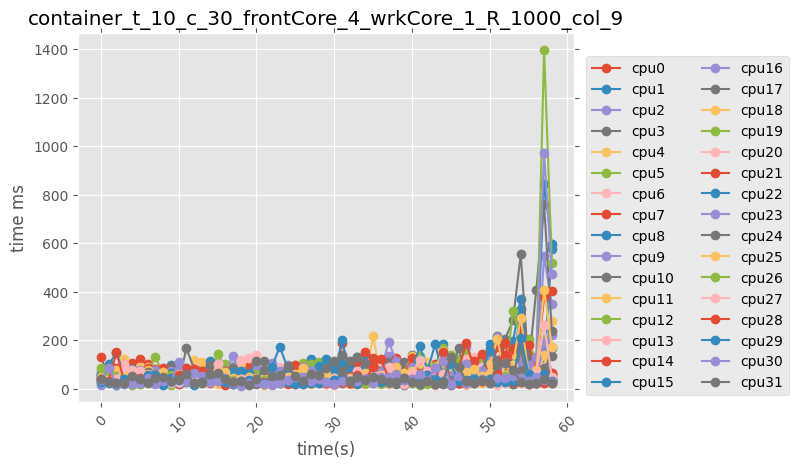 container_t_10_c_30_frontCore_4_wrkCore_1_R_1000_col_9
1400
1200
1000
800
600
400
200
0
time ms
0
10
20
30
40
50
60
time(s)
cpu0
cpu1
cpu2
cpu3
cpu4
cpu5
cpu6
cpu7
cpu8
cpu9
cpu10
cpu11
cpu12
cpu13
cpu14
cpu15
cpu16
cpu17
cpu18
cpu19
cpu20
cpu21
cpu22
cpu23
cpu24
cpu25
cpu26
cpu27
cpu28
cpu29
cpu30
cpu31